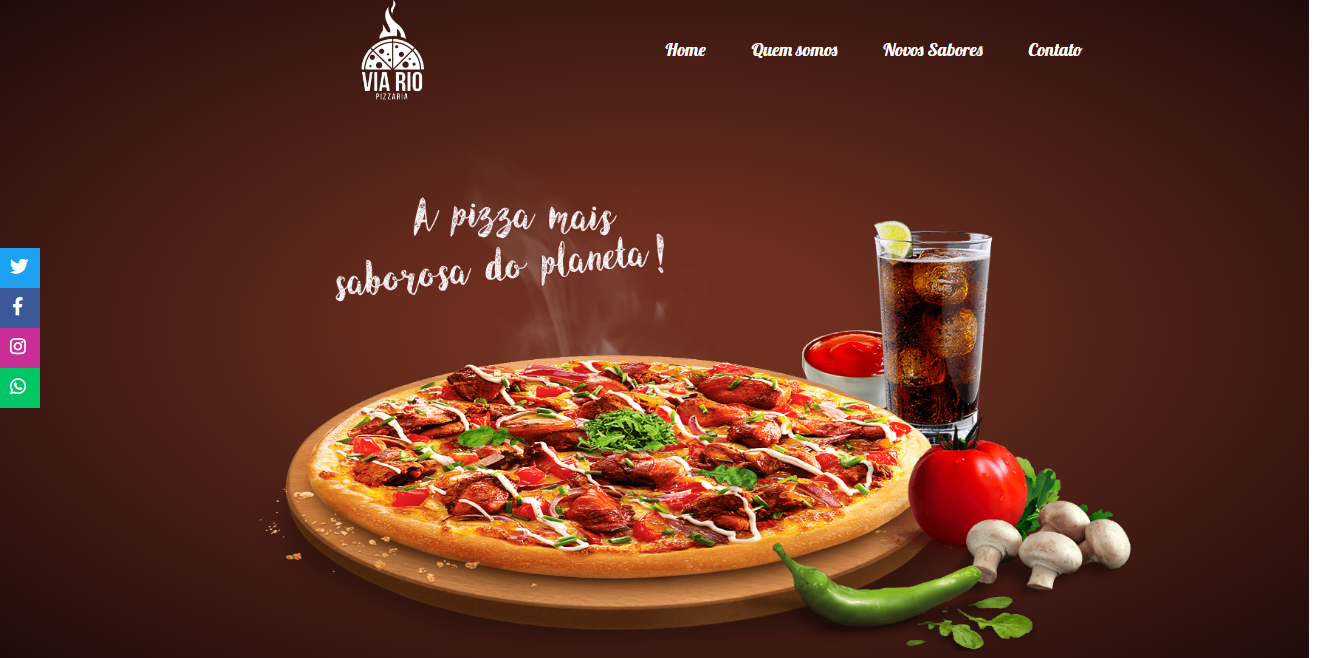 VIA RIO
PIZZARIA
Home Quem somos Novos Sabores Contato
A pizza mais
saborosa do planeta!